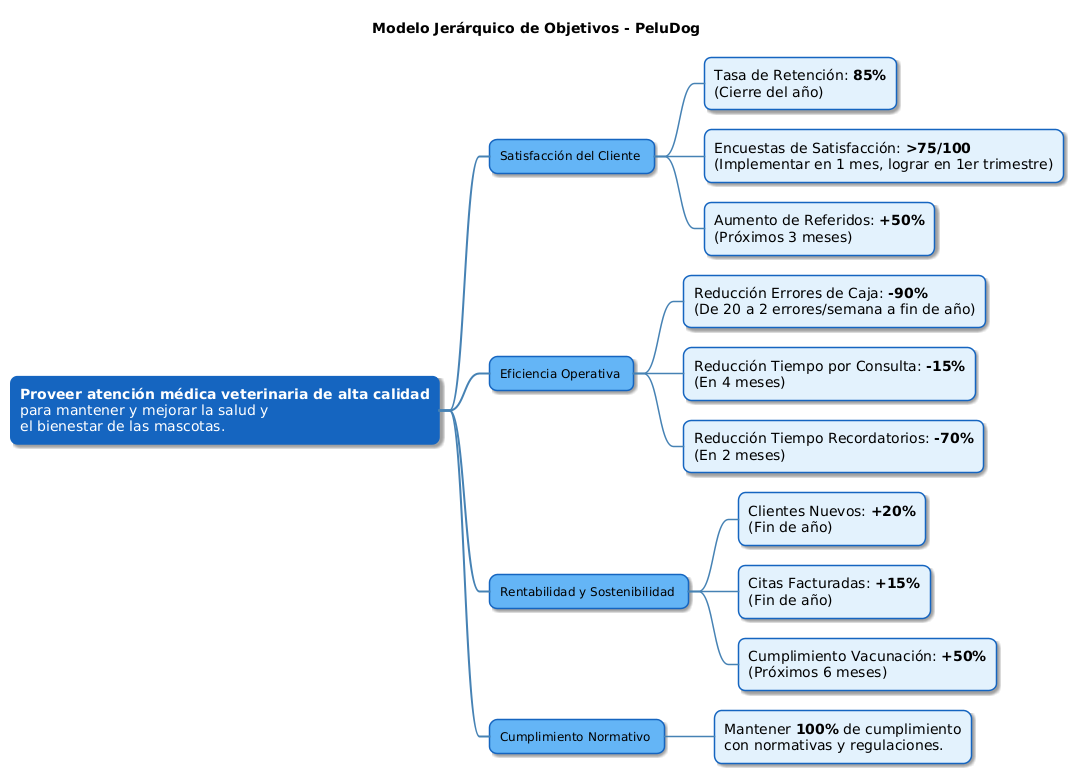 Modelo Jerárquico de Objetivos - PeluDog
Proveer atención médica veterinaria de alta calidad
para mantener y mejorar la salud y
el bienestar de las mascotas.
Satisfacción del Cliente
Tasa de Retención: 85%
(Cierre del año)
Encuestas de Satisfacción: >75/100
(Implementar en 1 mes, lograr en 1er trimestre)
Aumento de Referidos: +50%
(Próximos 3 meses)
Eficiencia Operativa
Reducción Errores de Caja: -90%
(De 20 a 2 errores/semana a fin de año)
Reducción Tiempo por Consulta: -15%
(En 4 meses)
Reducción Tiempo Recordatorios: -70%
(En 2 meses)
Rentabilidad y Sostenibilidad
Clientes Nuevos: +20%
(Fin de año)
Citas Facturadas: +15%
(Fin de año)
Cumplimiento Vacunación: +50%
(Próximos 6 meses)
Cumplimiento Normativo
Mantener 100% de cumplimiento
con normativas y regulaciones.